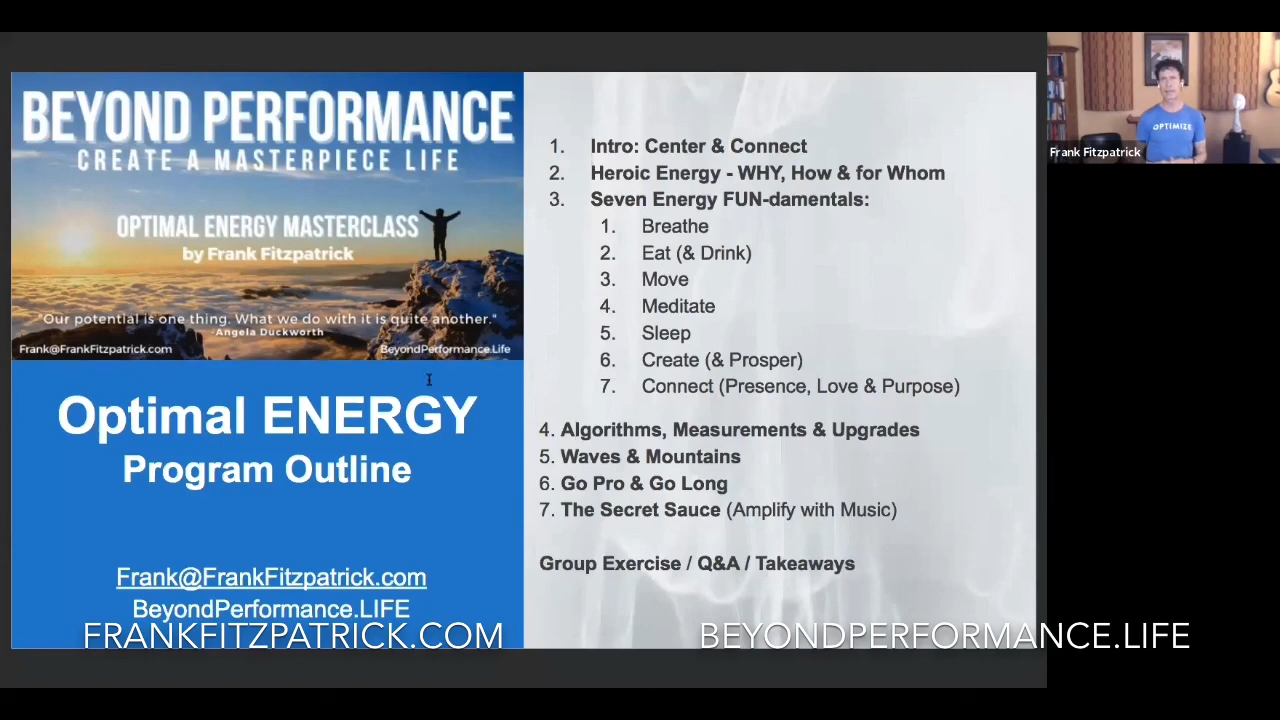 BEYOND PERFORMANCE
CREATE A MASTERPIECE LIFE
OPTIMAL ENERGY MASTERCLASS
by Frank Fitzpatrick
"Our potential is one thing. What we do with it is quite another."
-Angela Duckworth
Frank@FrankFitzpatrick.com
BeyondPerformance.Life
Optimal ENERGY
Program Outline
Frank@FrankFitzpatrick.com
BeyondPerformance.LIFE
1. Intro: Center & Connect
2. Heroic Energy - WHY, How & for Whom
3. Seven Energy FUN-damentals:
1. Breathe
2. Eat (& Drink)
3. Move
4. Meditate
5. Sleep
6. Create (& Prosper)
7. Connect (Presence, Love & Purpose)
4. Algorithms, Measurements & Upgrades
5. Waves & Mountains
6. Go Pro & Go Long
7. The Secret Sauce (Amplify with Music)
Group Exercise / Q&A / Takeaways
OPTIMIZE
Frank Fitzpatrick
FRANKFITZPATRICK.COM
BEYONDPERFORMANCE.LIFE